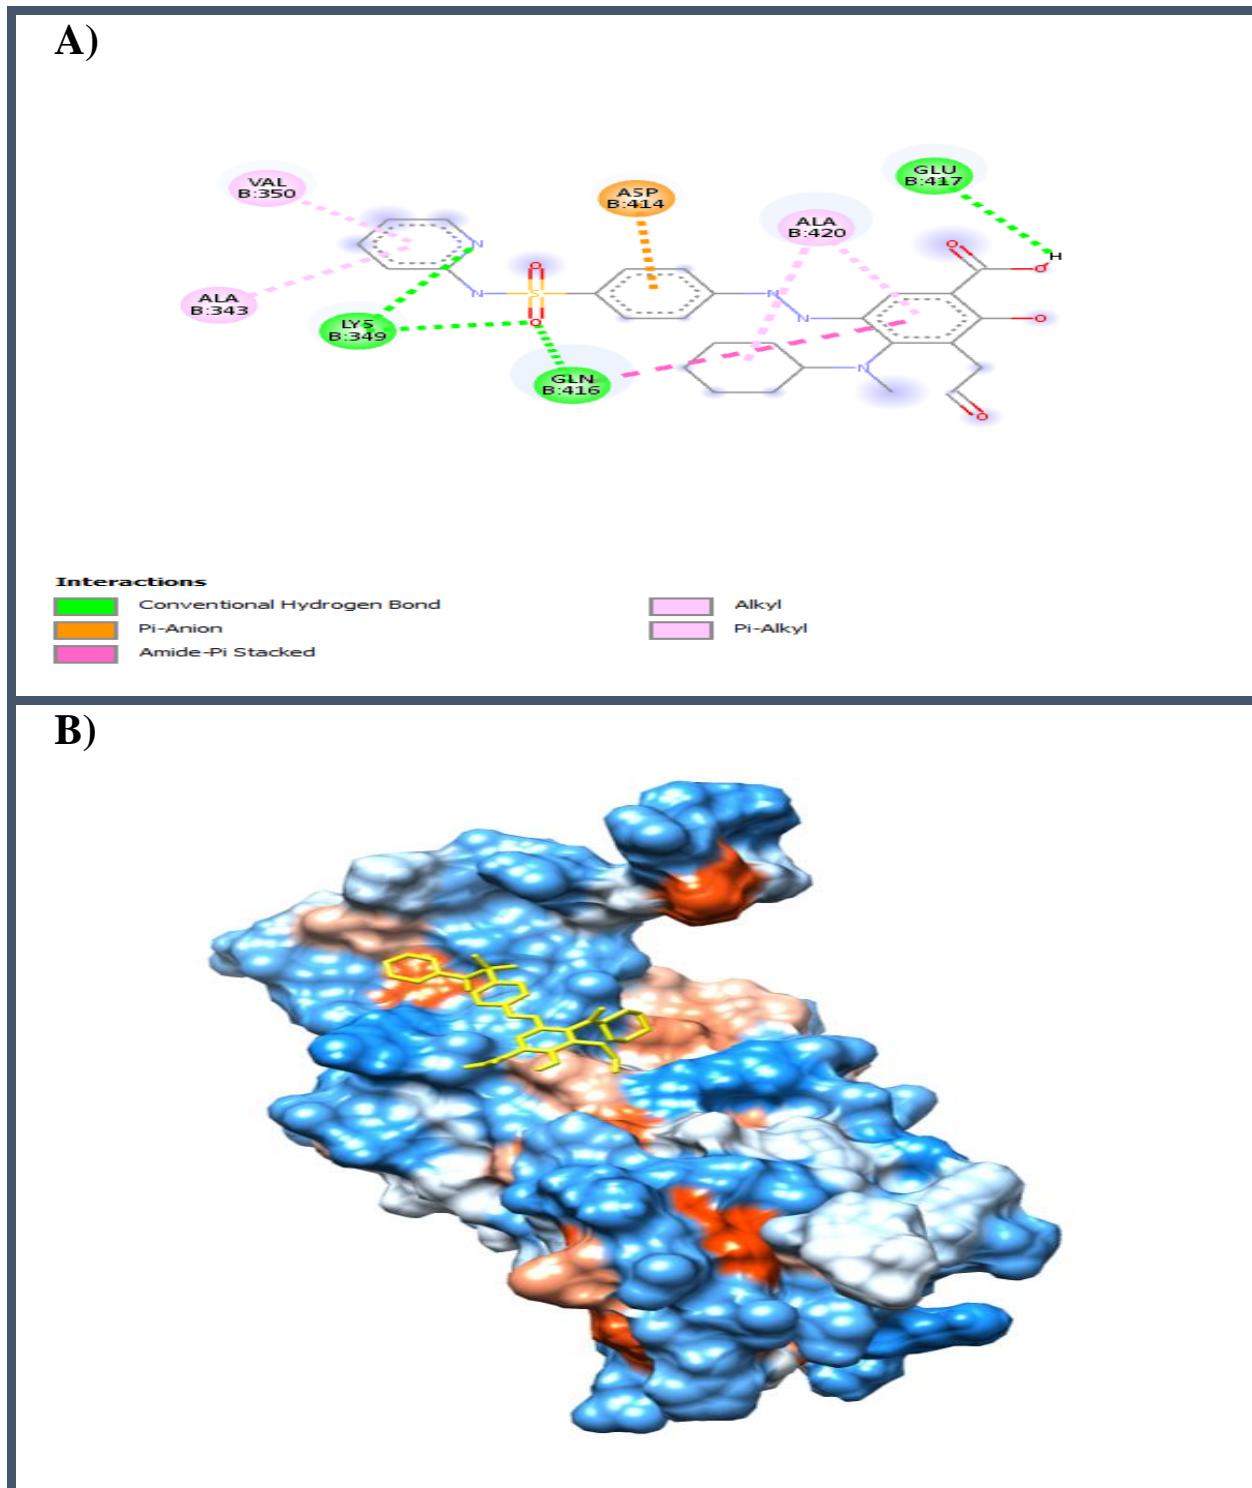 A)
GLU
B:417
VAL
B:350
ASP
B:414
ALA
B:420
ALA
B:343
LYS
B:349
GLN
B:416
N
N
O
S
O
N
N
N
O
O
H
O
O
Interactions
Conventional Hydrogen Bond
Pi-Anion
Amide-Pi Stacked
Alkyl
Pi-Alkyl
B)